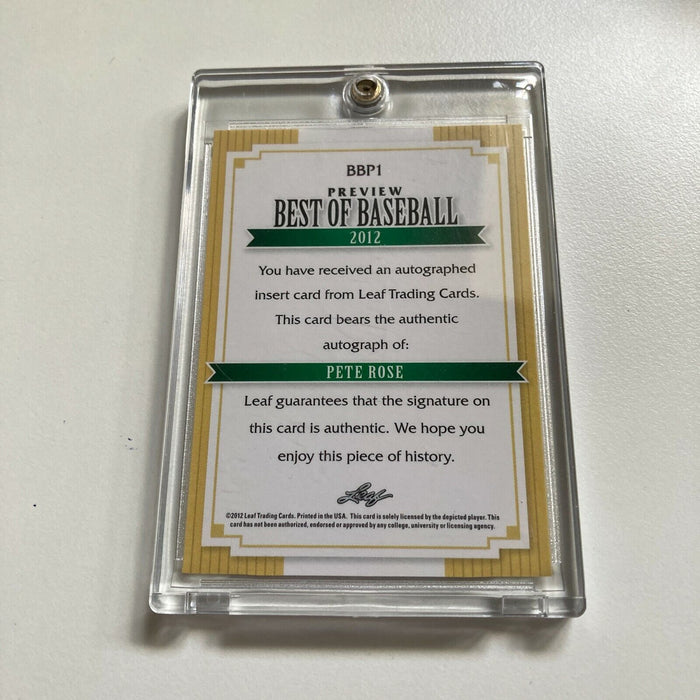 BBP1
PREVIEW
BEST OF BASEBALL
2012
You have received an autographed
insert card from Leaf Trading Cards.
This card bears the authentic
autograph of:
PETE ROSE
Leaf guarantees that the signature on
this card is authentic. We hope you
enjoy this piece of history.
Leaf
©2012 Leaf Trading Cards. Printed in the USA. This card is solely licensed by the depicted player. This
card has not been authorized, endorsed or approved by any college, university or licensing agency.